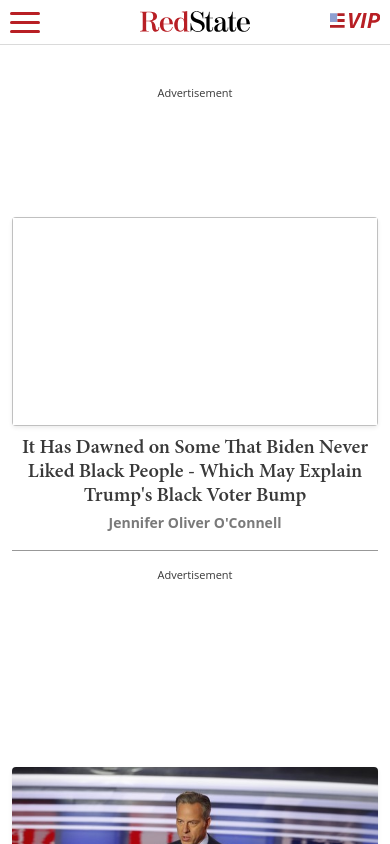 RedState
VIP
Advertisement
It Has Dawned on Some That Biden Never
Liked Black People - Which May Explain
Trump's Black Voter Bump
Jennifer Oliver O'Connell
Advertisement